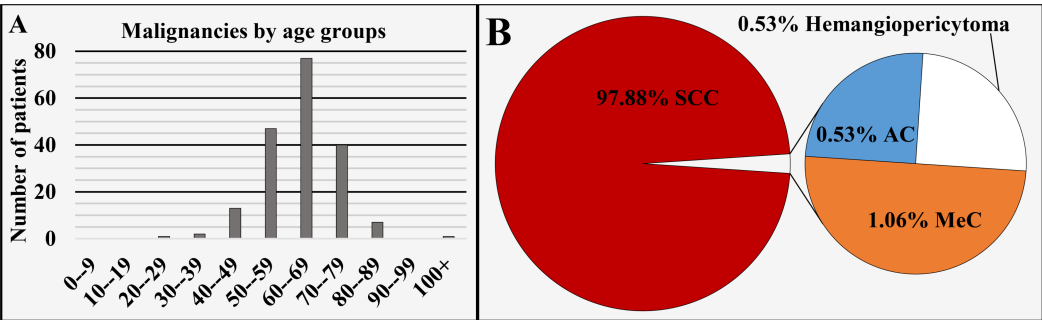 A
Malignancies by age groups
Number of patients
80
60
40
20
0
0--9
10--19
20--29
30--39
40--49
50--59
60--69
70--79
80--89
90--99
100+
B
0.53% Hemangiopericytoma
97.88% SCC
0.53% AC
1.06% MeC